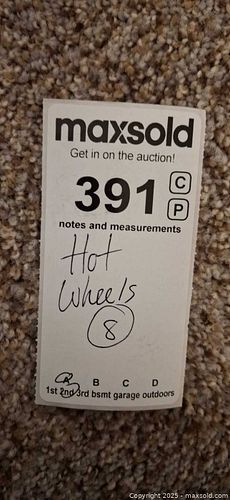 maxsold
Get in on the auction!
391 C
P
notes and measurements
Hot
Wheels
8
B C D
1st 2nd 3rd bsmt garage outdoors
Copyright 2025 - maxsold.com